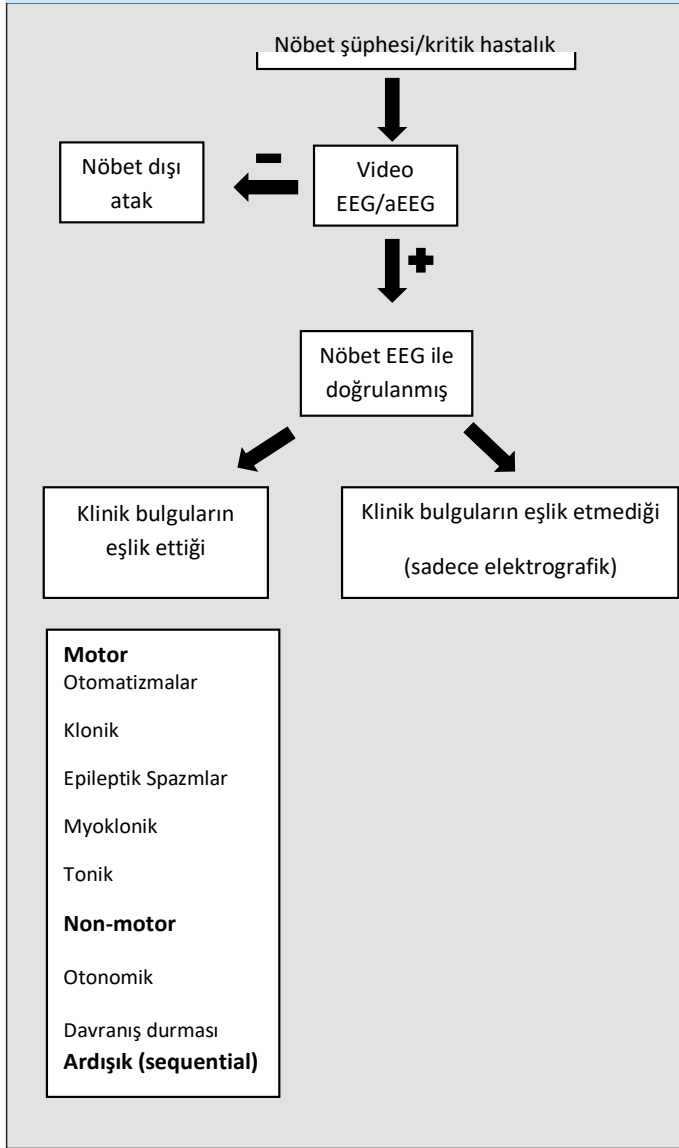 Nöbet şüphesi/kritik hastalık
Nöbet dışı
atak
-
Video
EEG/aEEG
+
Nöbet EEG ile
doğrulanmış
Klinik bulguların
eşlik ettiği
Klinik bulguların eşlik etmediği
(sadece elektrografik)
Motor
Otomatizmalar
Klonik
Epileptik Spazmlar
Myoklonik
Tonik
Non-motor
Otonomik
Davranış durması
Ardışık (sequential)